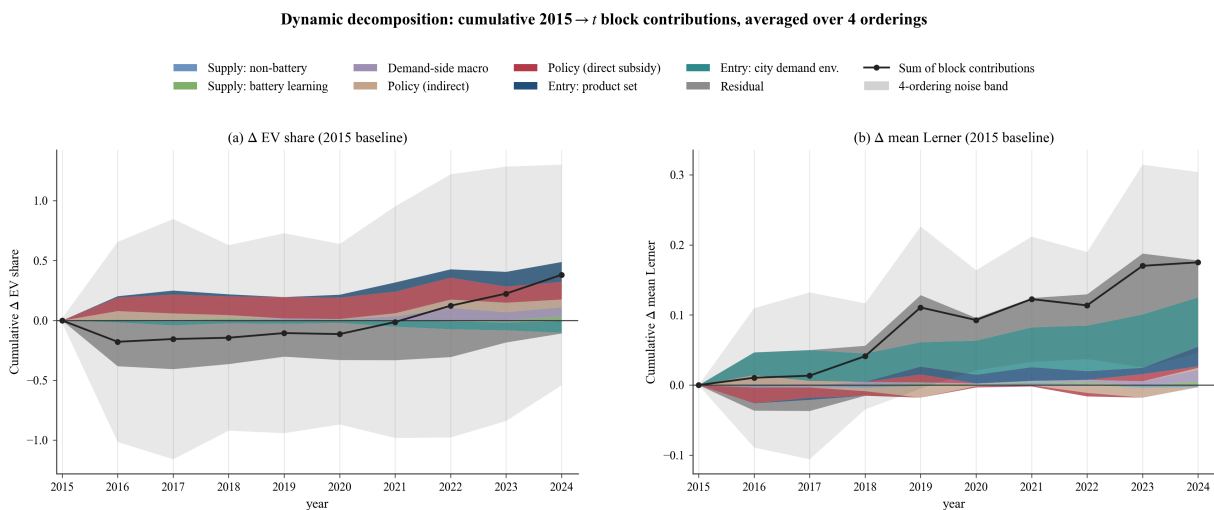 Dynamic decomposition: cumulative 2015→t block contributions, averaged over 4 orderings
Supply: non-battery
Demand-side macro
Policy (direct subsidy)
Entry: city demand env.
Sum of block contributions
Supply: battery learning
Policy (indirect)
Entry: product set
Residual
4-ordering noise band
(a) Δ EV share (2015 baseline)
Cumulative Δ EV share
1.0
0.5
0.0
−0.5
−1.0
2015 2016 2017 2018 2019 2020 2021 2022 2023 2024
year
(b) Δ mean Lerner (2015 baseline)
Cumulative Δ mean Lerner
0.3
0.2
0.1
0.0
−0.1
2015 2016 2017 2018 2019 2020 2021 2022 2023 2024
year